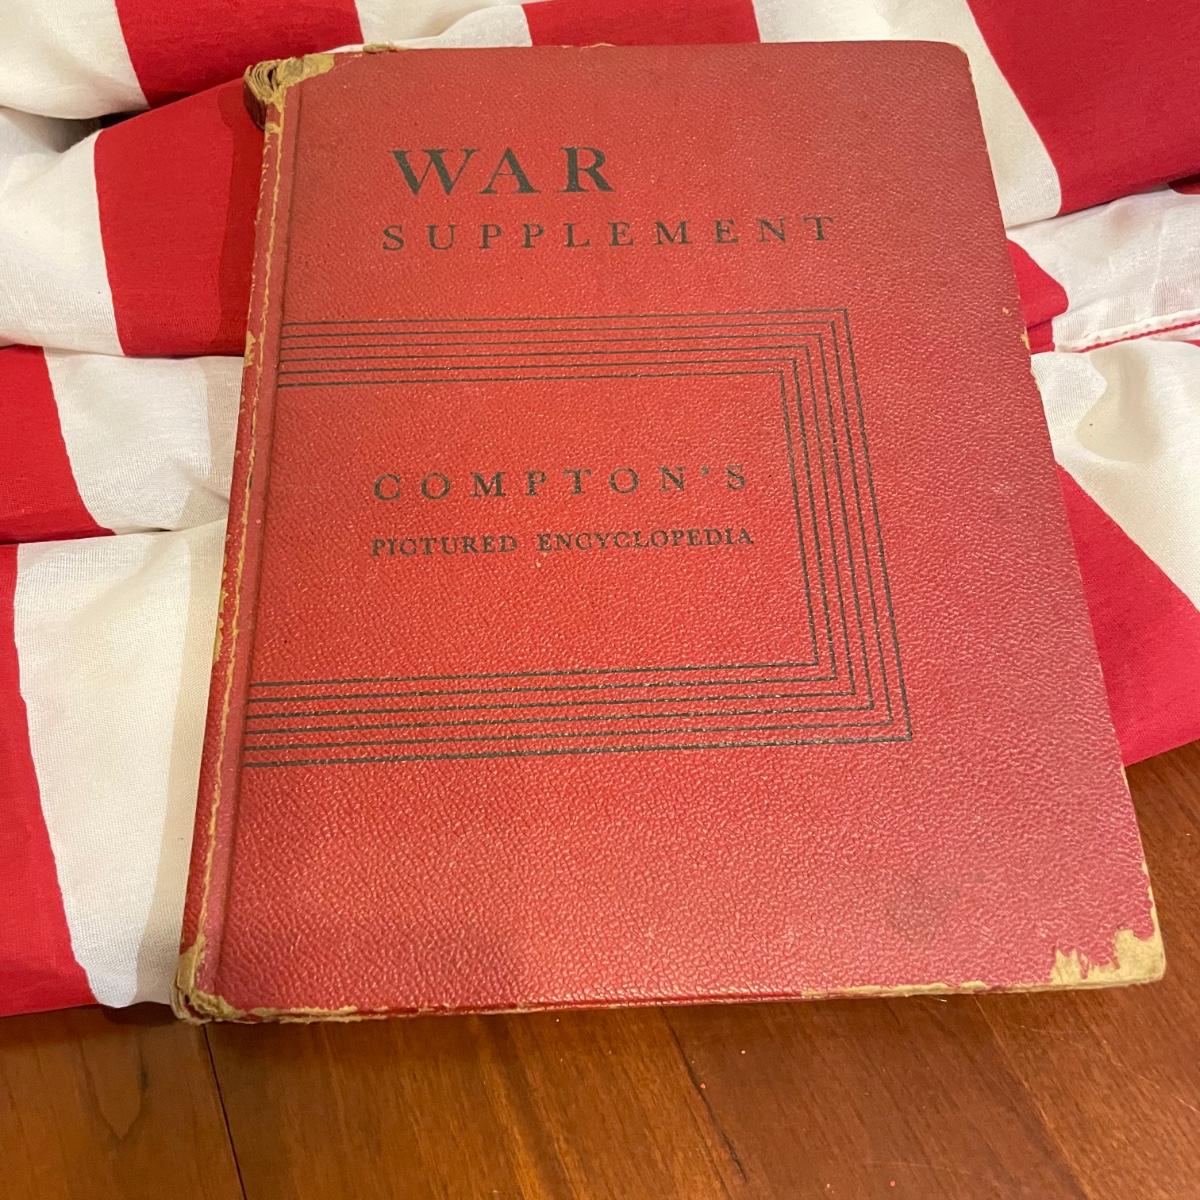 WAR
SUPPLEMENT
COMPTON'S
PICTURED ENCYCLOPEDIA